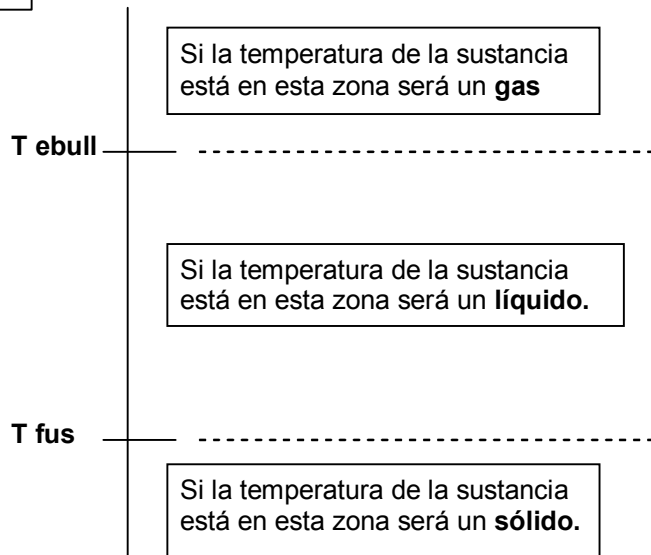 Si la temperatura de la sustancia
está en esta zona será un gas
T ebull
Si la temperatura de la sustancia
está en esta zona será un líquido.
T fus
Si la temperatura de la sustancia
está en esta zona será un sólido.